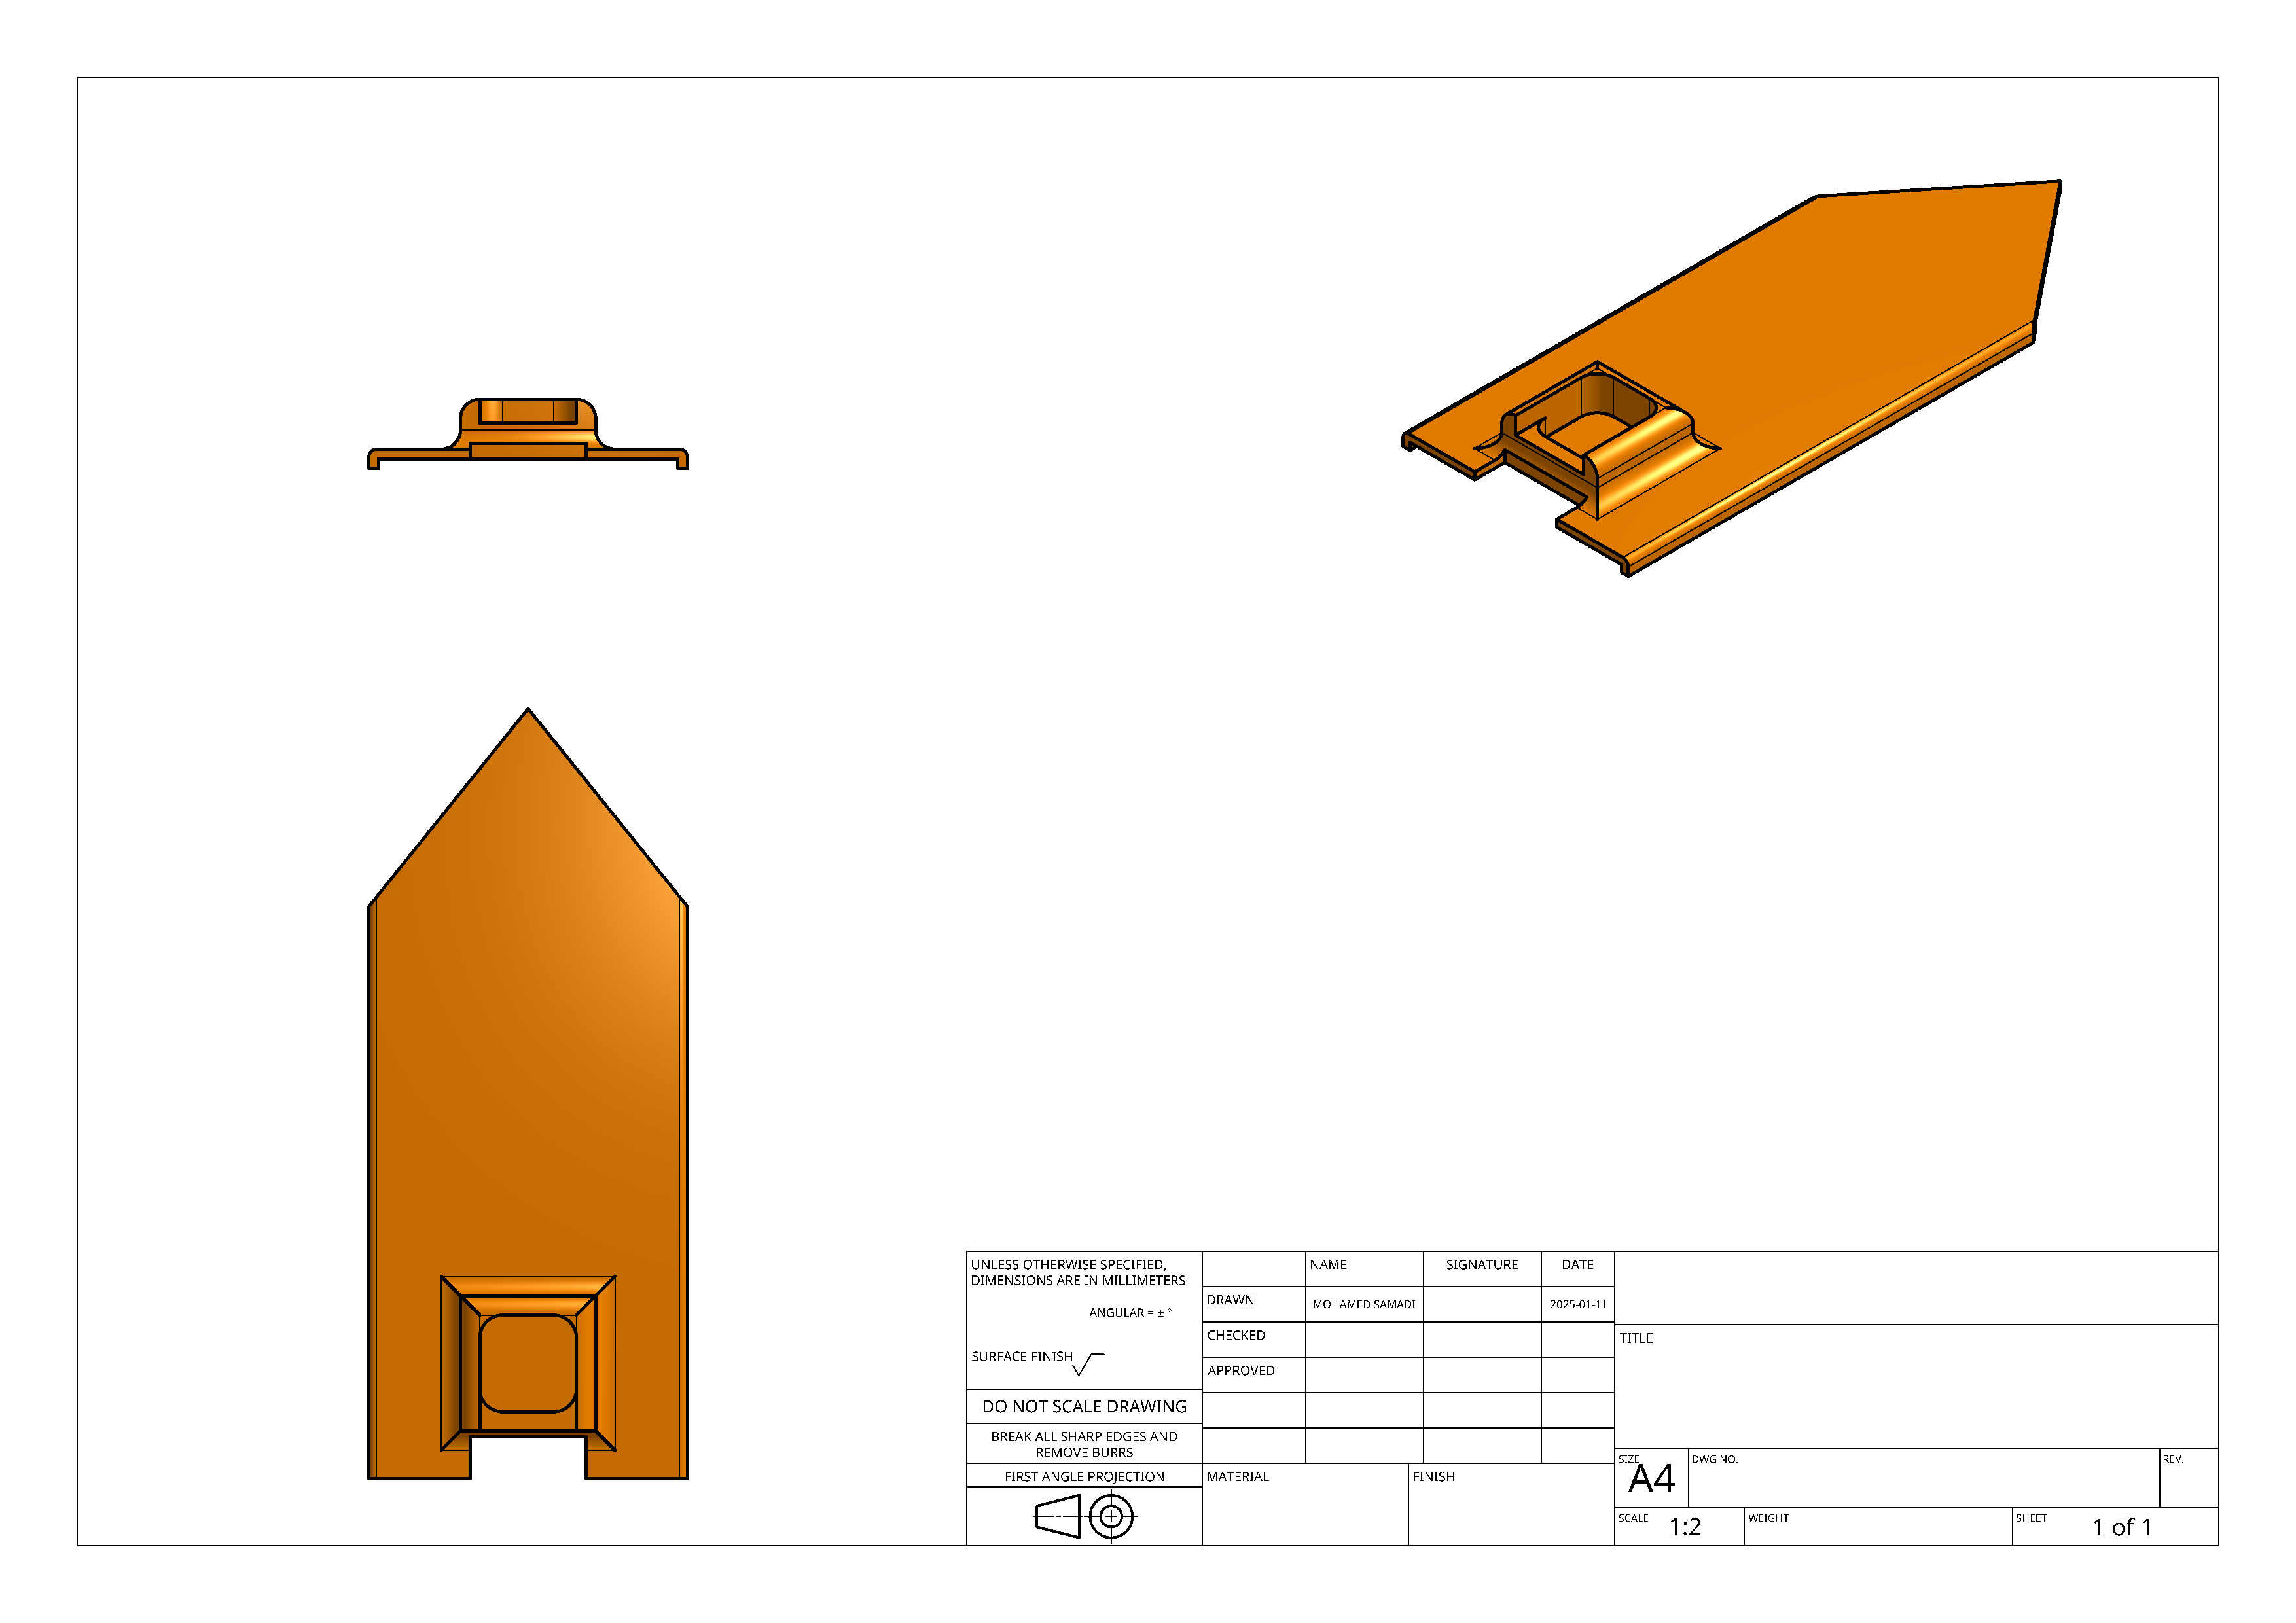 UNLESS OTHERWISE SPECIFIED,
DIMENSIONS ARE IN MILLIMETERS
ANGULAR = ± °
SURFACE FINISH
DO NOT SCALE DRAWING
BREAK ALL SHARP EDGES AND
REMOVE BURRS
FIRST ANGLE PROJECTION
NAME SIGNATURE DATE
DRAWN MOHAMED SAMADI 2025-01-11
CHECKED
APPROVED
MATERIAL FINISH
TITLE
SIZE A4 DWG NO. REV.
SCALE 1:2 WEIGHT SHEET 1 of 1